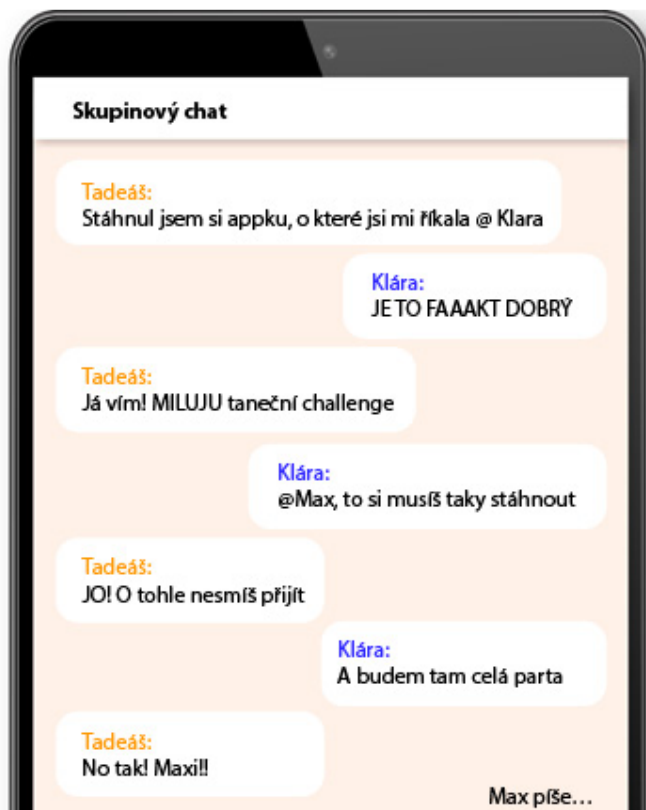 Skupinový chat
Tadeáš:
Stáhnul jsem si appku, o které jsi mi říkala @ Klara
Klára:
JE TO FAAAKT DOBRÝ
Tadeáš:
Já vím! MILUJU taneční challenge
Klára:
@Max, to si musíš taky stáhnout
Tadeáš:
JO! O tohle nesmíš přijít
Klára:
A budem tam celá parta
Tadeáš:
No tak! Maxi!!
Max píše...